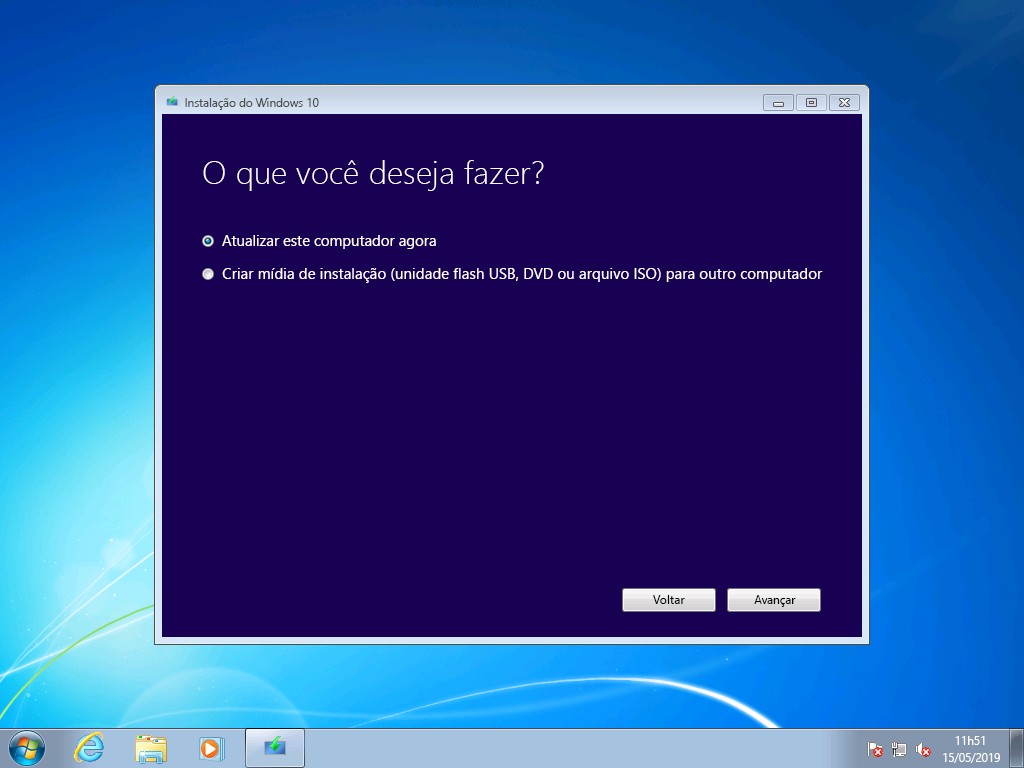 Instalação do Windows 10
O que você deseja fazer?
Atualizar este computador agora
Criar mídia de instalação (unidade flash USB, DVD ou arquivo ISO) para outro computador
Voltar
Avançar
11h51
15/05/2019